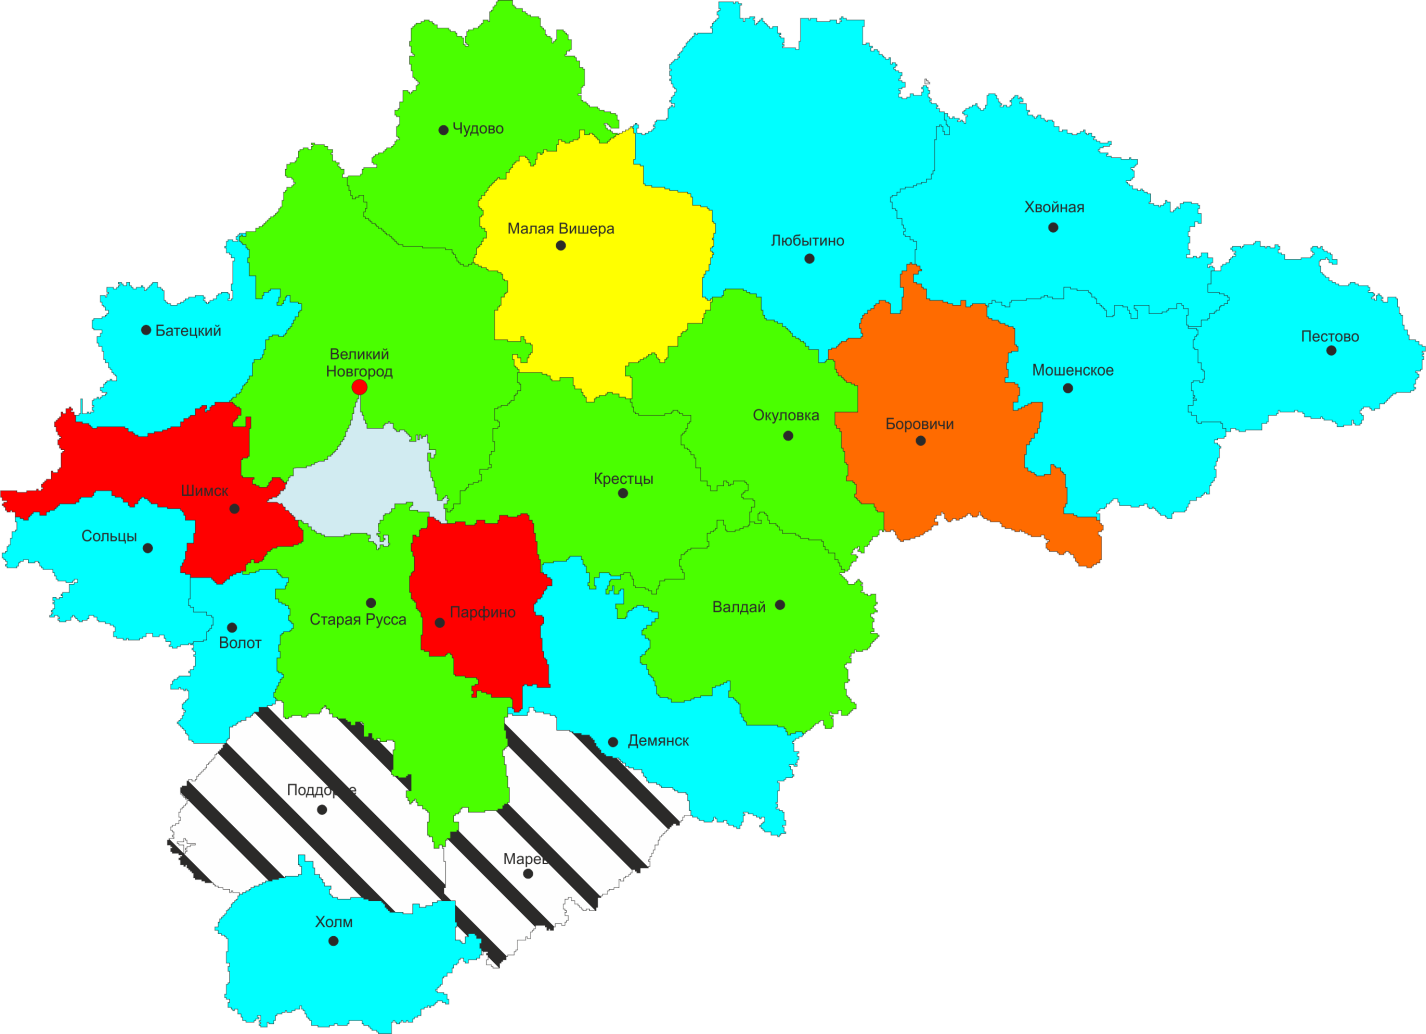 Чудово
Хвойная
Малая Вишера
Любытино
Батецкий
Пестово
Великий
Новгород
Мошенское
Окуловка
Боровичи
Крестцы
Шимск
Сольцы
Валдай
Парфино
Старая Русса
Волот
Демянск
Холм